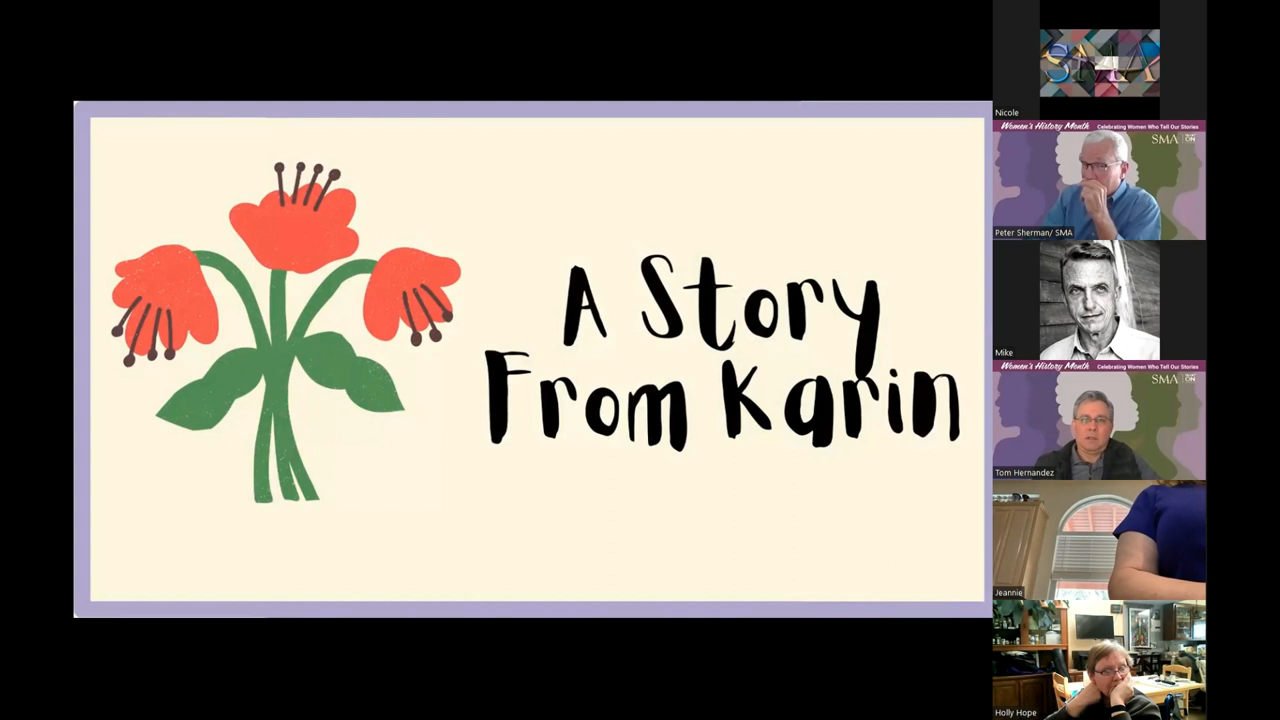 A Story
From Karin
SMA
Nicole
Women's History Month Celebrating Women Who Tell Our Stories
SMA
Peter Sherman/ SMA
Mike
Women's History Month Celebrating Women Who Tell Our Stories
SMA
Tom Hernandez
Jeannie
Holly Hope